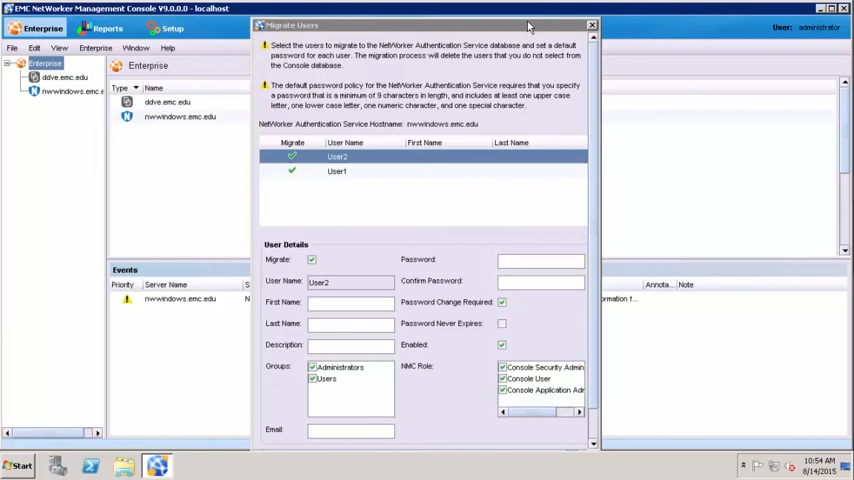 EMC NetWorker Management Console V9.0.0.0 - localhost
Enterprise Reports Setup User: administrator
File Edit View Enterprise Window Help
Enterprise
ddve.emc.edu
nwwindows.emc.e
Enterprise
Type Name
ddve.emc.edu
nwwindows.emc.edu
Events
Priority Server Name S Annota... Note
nwwindows.emc.edu N formation f...
Migrate Users
Select the users to migrate to the NetWorker Authentication Service database and set a default
password for each user. The migration process will delete the users that you do not select from
the Console database.
The default password policy for the NetWorker Authentication Service requires that you specify
a password that is a minimum of 9 characters in length, and includes at least one upper case
letter, one lower case letter, one numeric character, and one special character.
NetWorker Authentication Service Hostname: nwwindows.emc.edu
Migrate User Name First Name Last Name
User2
User1
User Details
Migrate: Password:
User Name: User2 Confirm Password:
First Name: Password Change Required:
Last Name: Password Never Expires:
Description: Enabled:
Groups: Administrators NMC Role: Console Security Admin
Users Console User
Console Application Adr
Email:
Start
10:54 AM
8/14/2015